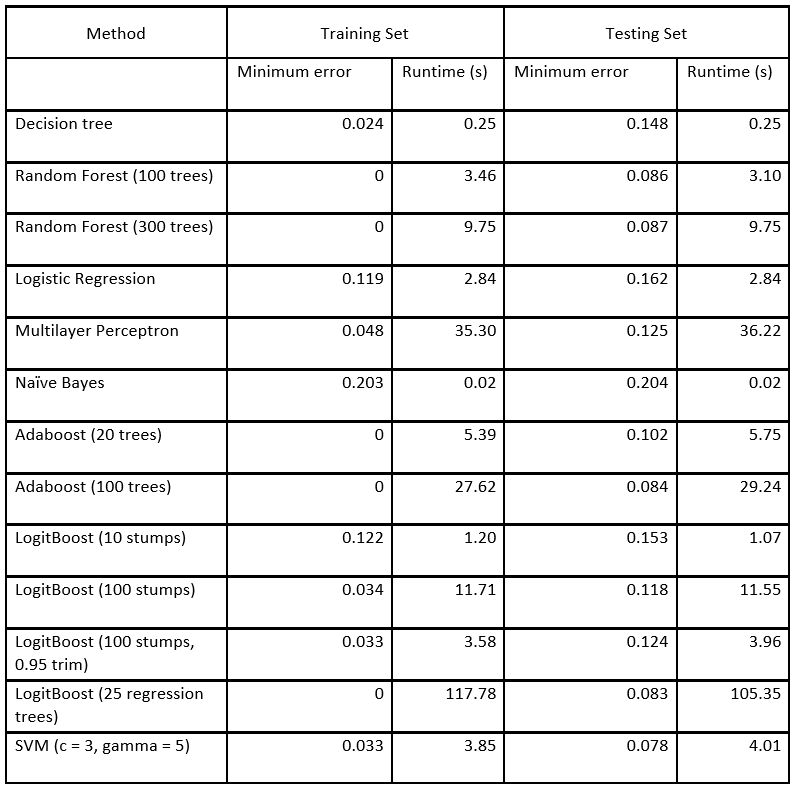 Method Training Set Testing Set
Minimum error Runtime (s) Minimum error Runtime (s)
Decision tree 0.024 0.25 0.148 0.25
Random Forest (100 trees) 0 3.46 0.086 3.10
Random Forest (300 trees) 0 9.75 0.087 9.75
Logistic Regression 0.119 2.84 0.162 2.84
Multilayer Perceptron 0.048 35.30 0.125 36.22
Naïve Bayes 0.203 0.02 0.204 0.02
Adaboost (20 trees) 0 5.39 0.102 5.75
Adaboost (100 trees) 0 27.62 0.084 29.24
LogitBoost (10 stumps) 0.122 1.20 0.153 1.07
LogitBoost (100 stumps) 0.034 11.71 0.118 11.55
LogitBoost (100 stumps, 0.033 3.58 0.124 3.96
0.95 trim)
LogitBoost (25 regression 0 117.78 0.083 105.35
trees)
SVM (c = 3, gamma = 5) 0.033 3.85 0.078 4.01